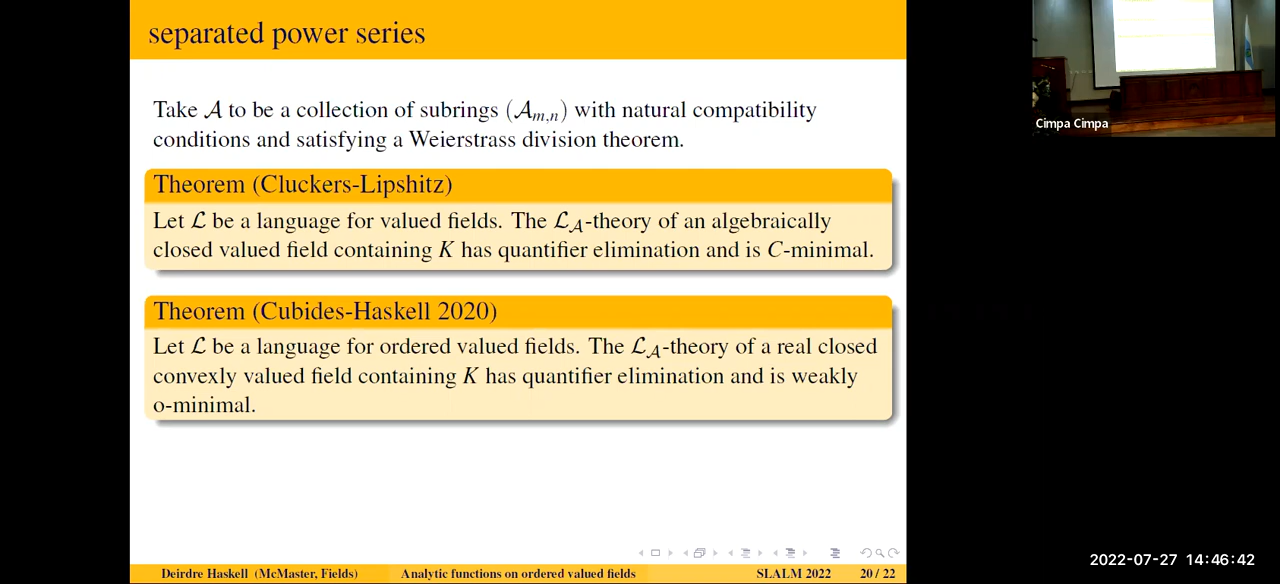 separated power series
Take 𝒜 to be a collection of subrings (𝒜m,n) with natural compatibility
conditions and satisfying a Weierstrass division theorem.
Theorem (Cluckers-Lipshitz)
Let ℒ be a language for valued fields. The ℒ𝒜-theory of an algebraically
closed valued field containing K has quantifier elimination and is C-minimal.
Theorem (Cubides-Haskell 2020)
Let ℒ be a language for ordered valued fields. The ℒ𝒜-theory of a real closed
convexly valued field containing K has quantifier elimination and is weakly
o-minimal.
Deirdre Haskell (McMaster, Fields) Analytic functions on ordered valued fields SLALM 2022 20 / 22
Cimpa Cimpa
2022-07-27 14:46:42